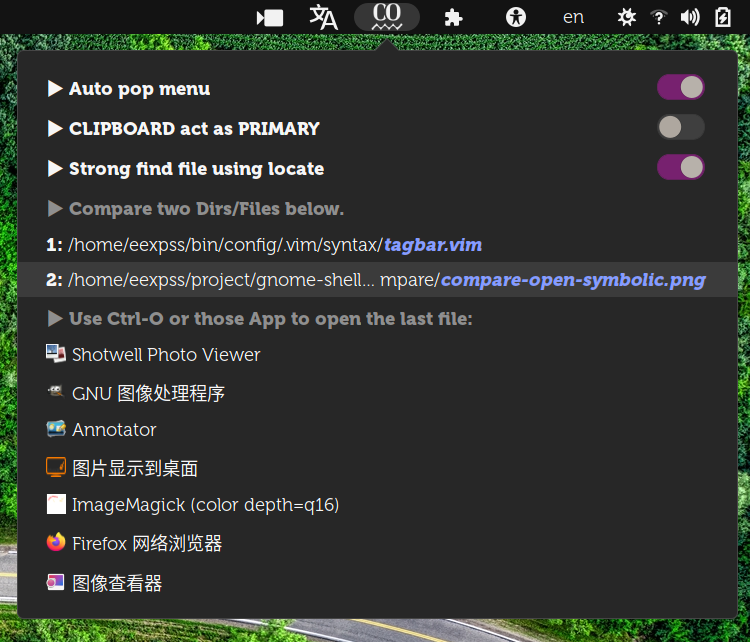 文A
CO
en
▶ Auto pop menu
▶ CLIPBOARD act as PRIMARY
▶ Strong find file using locate
▶ Compare two Dirs/Files below.
1: /home/eexpss/bin/config/.vim/syntax/tagbar.vim
2: /home/eexpss/project/gnome-shell... mpare/compare-open-symbolic.png
▶ Use Ctrl-O or those App to open the last file:
Shotwell Photo Viewer
GNU 图像处理程序
Annotator
图片显示到桌面
ImageMagick (color depth=q16)
Firefox 网络浏览器
图像查看器